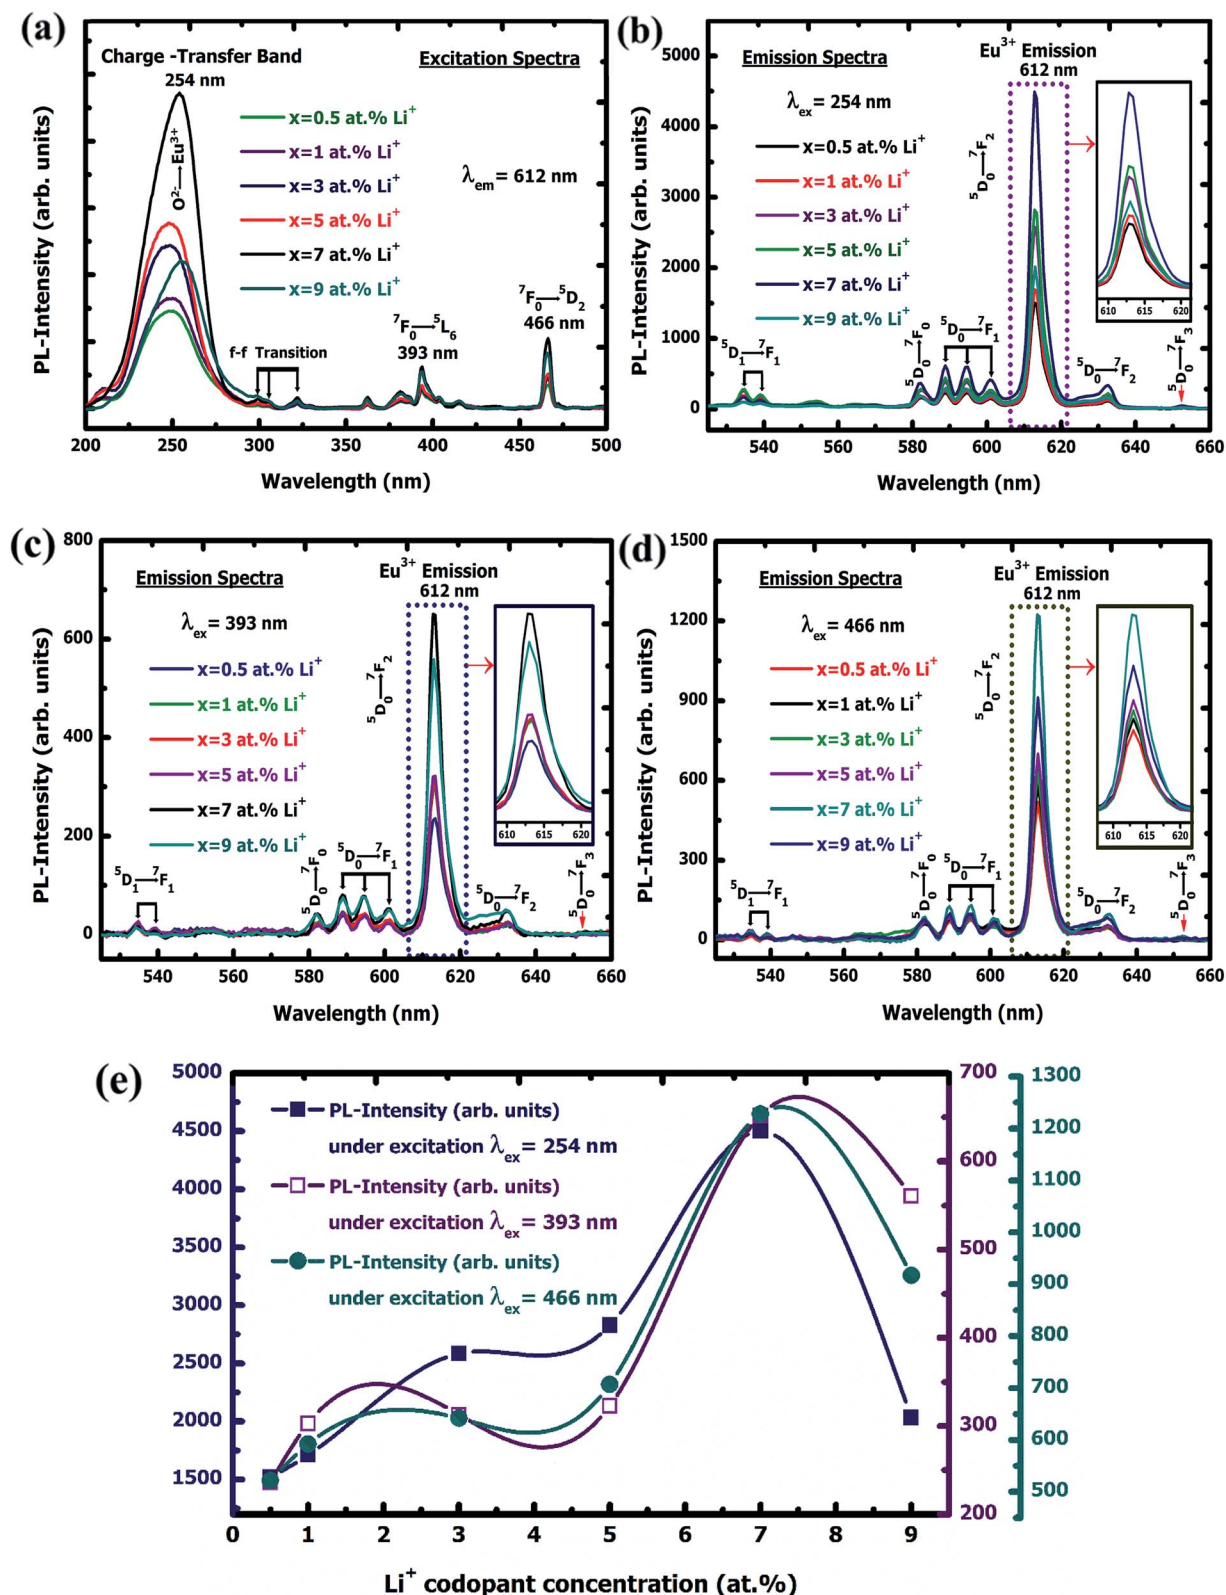 (a)
Charge -Transfer Band
254 nm
Excitation Spectra
O²⁻→Eu³⁺
x=0.5 at.% Li⁺
x=1 at.% Li⁺
x=3 at.% Li⁺
x=5 at.% Li⁺
x=7 at.% Li⁺
x=9 at.% Li⁺
λem= 612 nm
⁷F₀→⁵D₂
466 nm
⁷F₀→⁵L₆
393 nm
f-f Transition
PL-Intensity (arb. units)
200 250 300 350 400 450 500
Wavelength (nm)
(b)
Emission Spectra
Eu³⁺ Emission
612 nm
λex = 254 nm
x=0.5 at.% Li⁺
x=1 at.% Li⁺
x=3 at.% Li⁺
x=5 at.% Li⁺
x=7 at.% Li⁺
x=9 at.% Li⁺
⁵D₀→⁷F₂
610 615 620
⁵D₁→⁷F₁
⁵D₀→⁷F₀
⁵D₀→⁷F₁
⁵D₀→⁷F₂
⁵D₀→⁷F₃
PL-Intensity (arb. units)
5000
4000
3000
2000
1000
0
540 560 580 600 620 640 660
Wavelength (nm)
(c)
Emission Spectra
Eu³⁺ Emission
612 nm
λex = 393 nm
x=0.5 at.% Li⁺
x=1 at.% Li⁺
x=3 at.% Li⁺
x=5 at.% Li⁺
x=7 at.% Li⁺
x=9 at.% Li⁺
⁵D₀→⁷F₂
610 615 620
⁵D₁→⁷F₁
⁵D₀→⁷F₀
⁵D₀→⁷F₁
⁵D₀→⁷F₂
⁵D₀→⁷F₃
PL-Intensity (arb. units)
800
600
400
200
0
540 560 580 600 620 640 660
Wavelength (nm)
(d)
Emission Spectra
Eu³⁺ Emission
612 nm
λex = 466 nm
x=0.5 at.% Li⁺
x=1 at.% Li⁺
x=3 at.% Li⁺
x=5 at.% Li⁺
x=7 at.% Li⁺
x=9 at.% Li⁺
⁵D₀→⁷F₂
610 615 620
⁵D₁→⁷F₁
⁵D₀→⁷F₀
⁵D₀→⁷F₁
⁵D₀→⁷F₂
⁵D₀→⁷F₃
PL-Intensity (arb. units)
1500
1200
900
600
300
0
540 560 580 600 620 640 660
Wavelength (nm)
(e)
PL-Intensity (arb. units)
under excitation λex= 254 nm
PL-Intensity (arb. units)
under excitation λex= 393 nm
PL-Intensity (arb. units)
under excitation λex= 466 nm
5000
4500
4000
3500
3000
2500
2000
1500
700
600
500
400
300
200
1300
1200
1100
1000
900
800
700
600
500
0 1 2 3 4 5 6 7 8 9
Li⁺ codopant concentration (at.%)